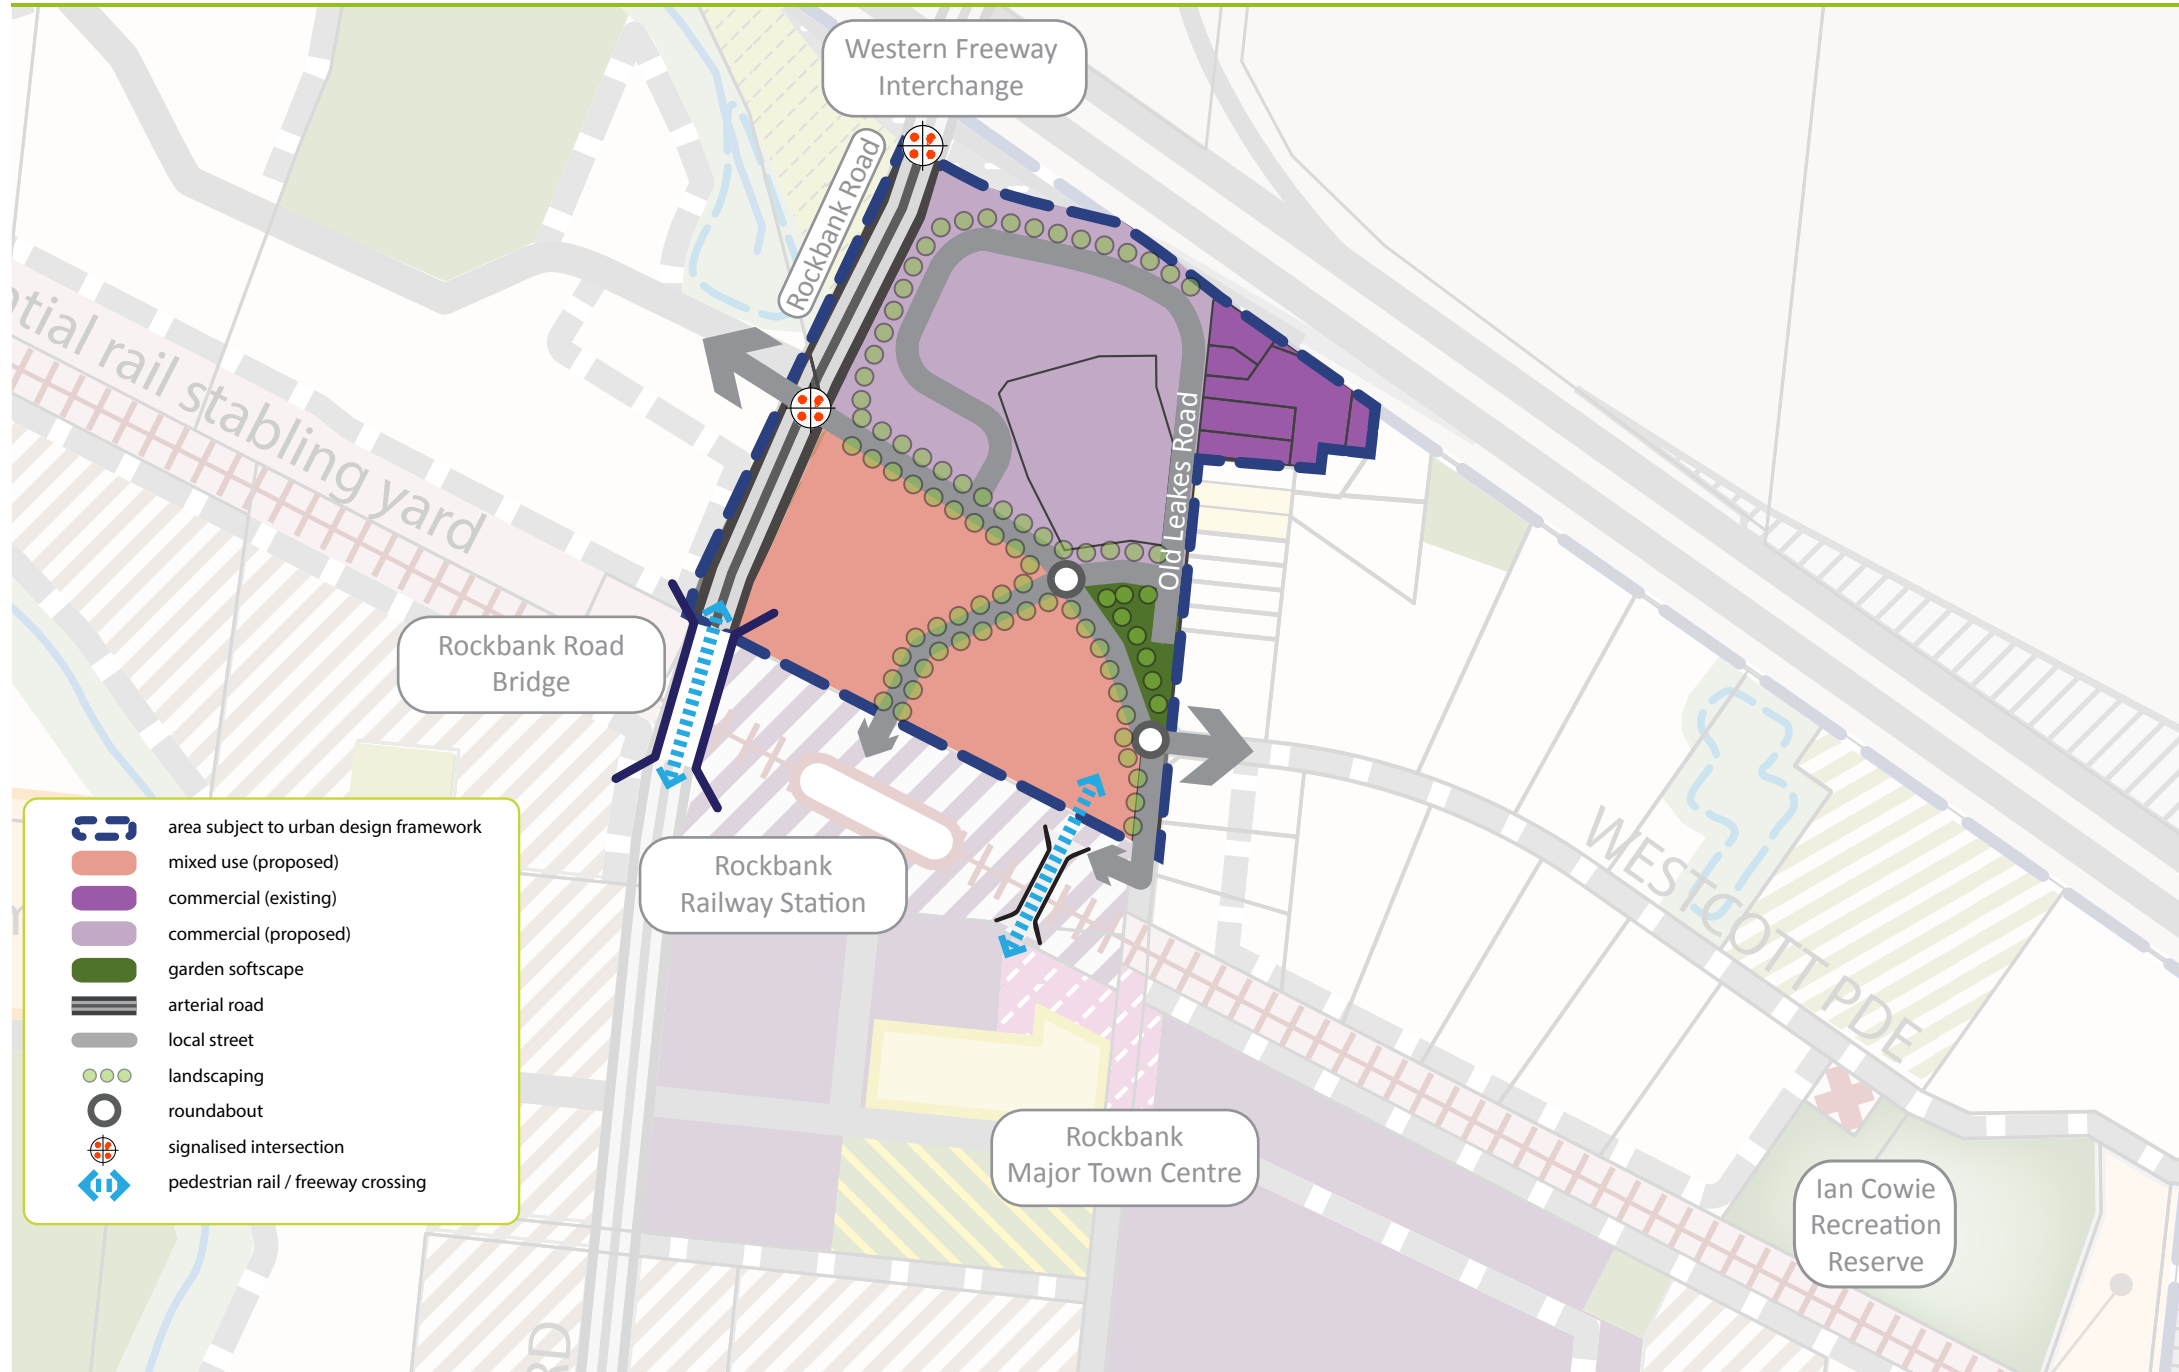 Western Freeway
Interchange
Rockbank Road
rail stabling yard
Old Leakes Road
Rockbank Road
Bridge
Rockbank
Railway Station
WESTCOTT PDE
Rockbank
Major Town Centre
Ian Cowie
Recreation
Reserve
area subject to urban design framework
mixed use (proposed)
commercial (existing)
commercial (proposed)
garden softscape
arterial road
local street
landscaping
roundabout
signalised intersection
pedestrian rail / freeway crossing
RD